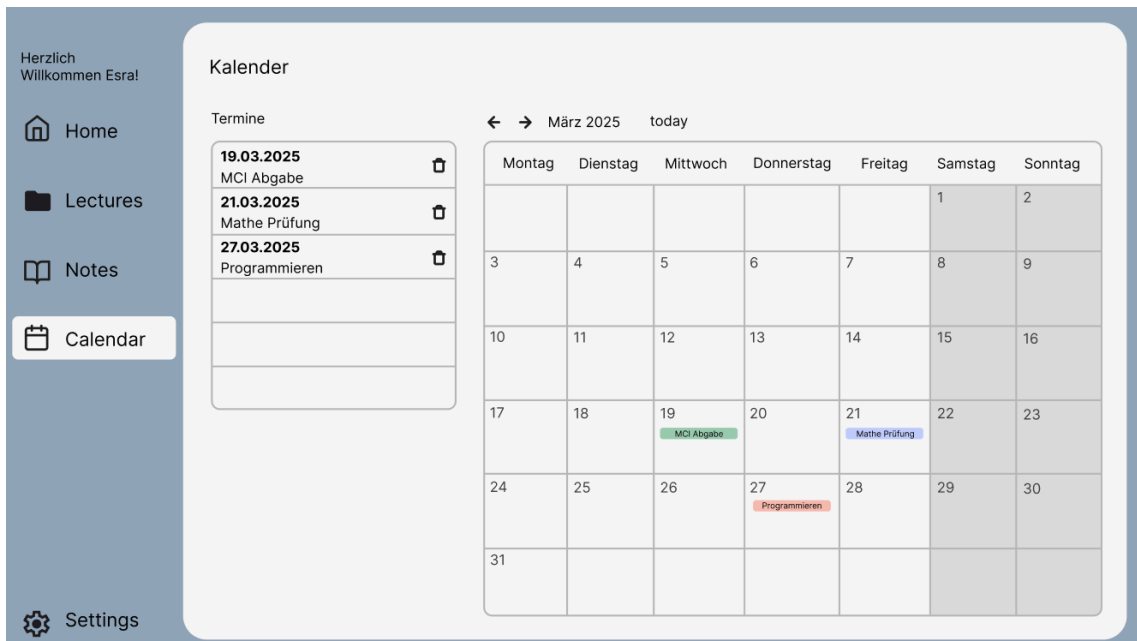 Herzlich
Willkommen Esra!
Home
Lectures
Notes
Calendar
Settings
Kalender
Termine
19.03.2025
MCI Abgabe
21.03.2025
Mathe Prüfung
27.03.2025
Programmieren
März 2025 today
Montag Dienstag Mittwoch Donnerstag Freitag Samstag Sonntag
1 2
3 4 5 6 7 8 9
10 11 12 13 14 15 16
17 18 19 20 21 22 23
MCI Abgabe Mathe Prüfung
24 25 26 27 28 29 30
Programmieren
31